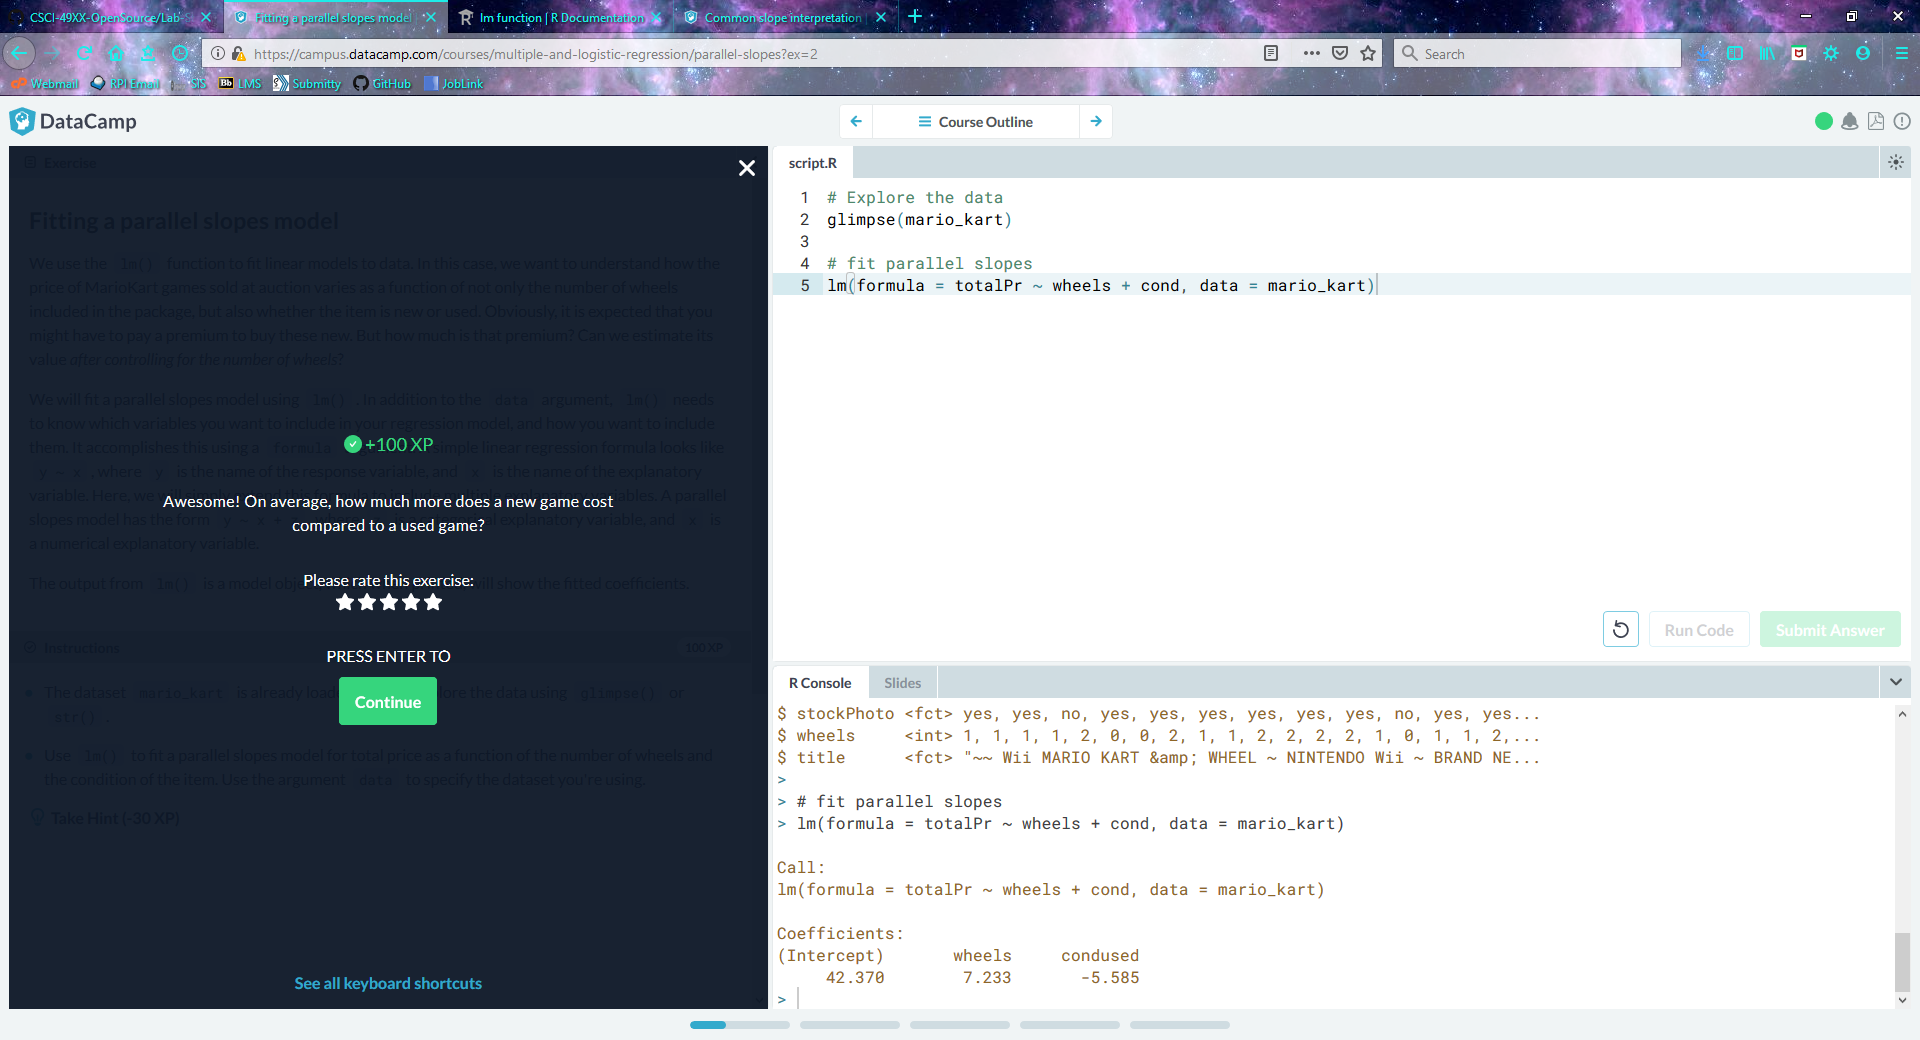 CSCI-49XX-OpenSource/Lab-
Fitting a parallel slopes model
lm function | R Documentation
Common slope interpretation
https://campus.datacamp.com/courses/multiple-and-logistic-regression/parallel-slopes?ex=2
Search
Webmail RPI Email SIS Bb LMS Submitty GitHub JobLink
DataCamp
Course Outline
Exercise
Fitting a parallel slopes model
We use the lm() function to fit linear models to data. In this case, we want to understand how the
price of MarioKart games sold at auction varies as a function of not only the number of wheels
included in the package, but also whether the item is new or used. Obviously, it is expected that you
might have to pay a premium to buy these new. But how much is that premium? Can we estimate its
value after controlling for the number of wheels?
We will fit a parallel slopes model using lm(). In addition to the data argument, lm() needs
to know which variables you want to include in your regression model, and how you want to include
them. It accomplishes this using a formula simple linear regression formula looks like
y ~ x, where y is the name of the response variable, and x is the name of the explanatory
variable. Here, we variables. A parallel
slopes model has the form explanatory variable, and x is
a numerical explanatory variable.
The output from lm() is a model will show the fitted coefficients.
+100 XP
Awesome! On average, how much more does a new game cost
compared to a used game?
Please rate this exercise:
PRESS ENTER TO
Continue
Instructions
100 XP
The dataset mario_kart is already the data using glimpse() or
str().
Use lm() to fit a parallel slopes model for total price as a function of the number of wheels and
the condition of the item. Use the argument data to specify the dataset you're using.
Take Hint (-30 XP)
See all keyboard shortcuts
script.R
1 # Explore the data
2 glimpse(mario_kart)
3
4 # fit parallel slopes
5 lm(formula = totalPr ~ wheels + cond, data = mario_kart)
Run Code
Submit Answer
R Console
Slides
$ stockPhoto <fct> yes, yes, no, yes, yes, yes, yes, yes, yes, no, yes, yes...
$ wheels <int> 1, 1, 1, 1, 2, 0, 0, 2, 1, 1, 2, 2, 2, 2, 1, 0, 1, 1, 2,...
$ title <fct> "~~ Wii MARIO KART &amp; WHEEL ~ NINTENDO Wii ~ BRAND NE...
>
> # fit parallel slopes
> lm(formula = totalPr ~ wheels + cond, data = mario_kart)
Call:
lm(formula = totalPr ~ wheels + cond, data = mario_kart)
Coefficients:
(Intercept) wheels condused
42.370 7.233 -5.585
>